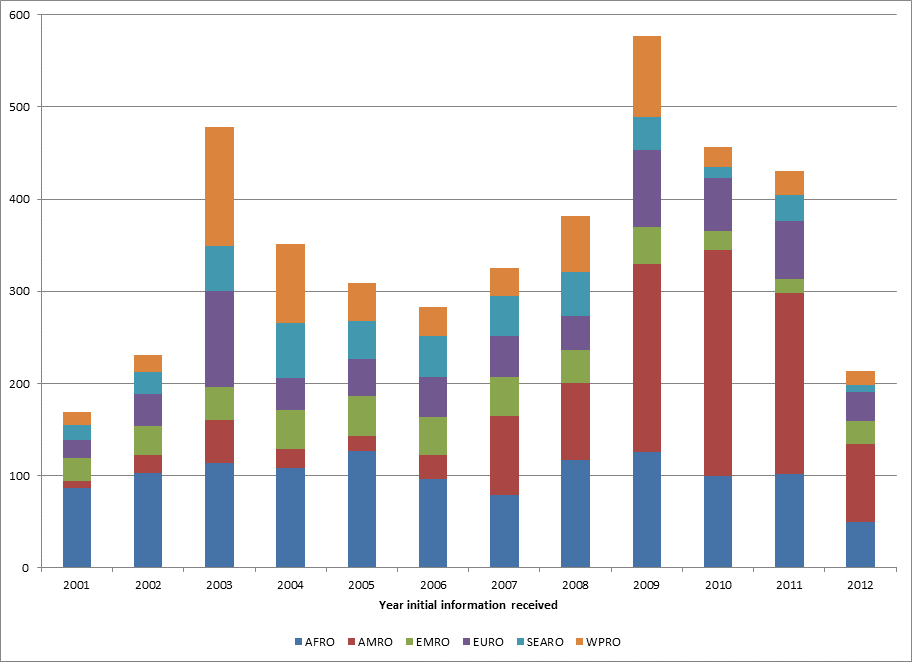 600
500
400
300
200
100
0
2001 2002 2003 2004 2005 2006 2007 2008 2009 2010 2011 2012
Year initial information received
AFRO AMRO EMRO EURO SEARO WPRO